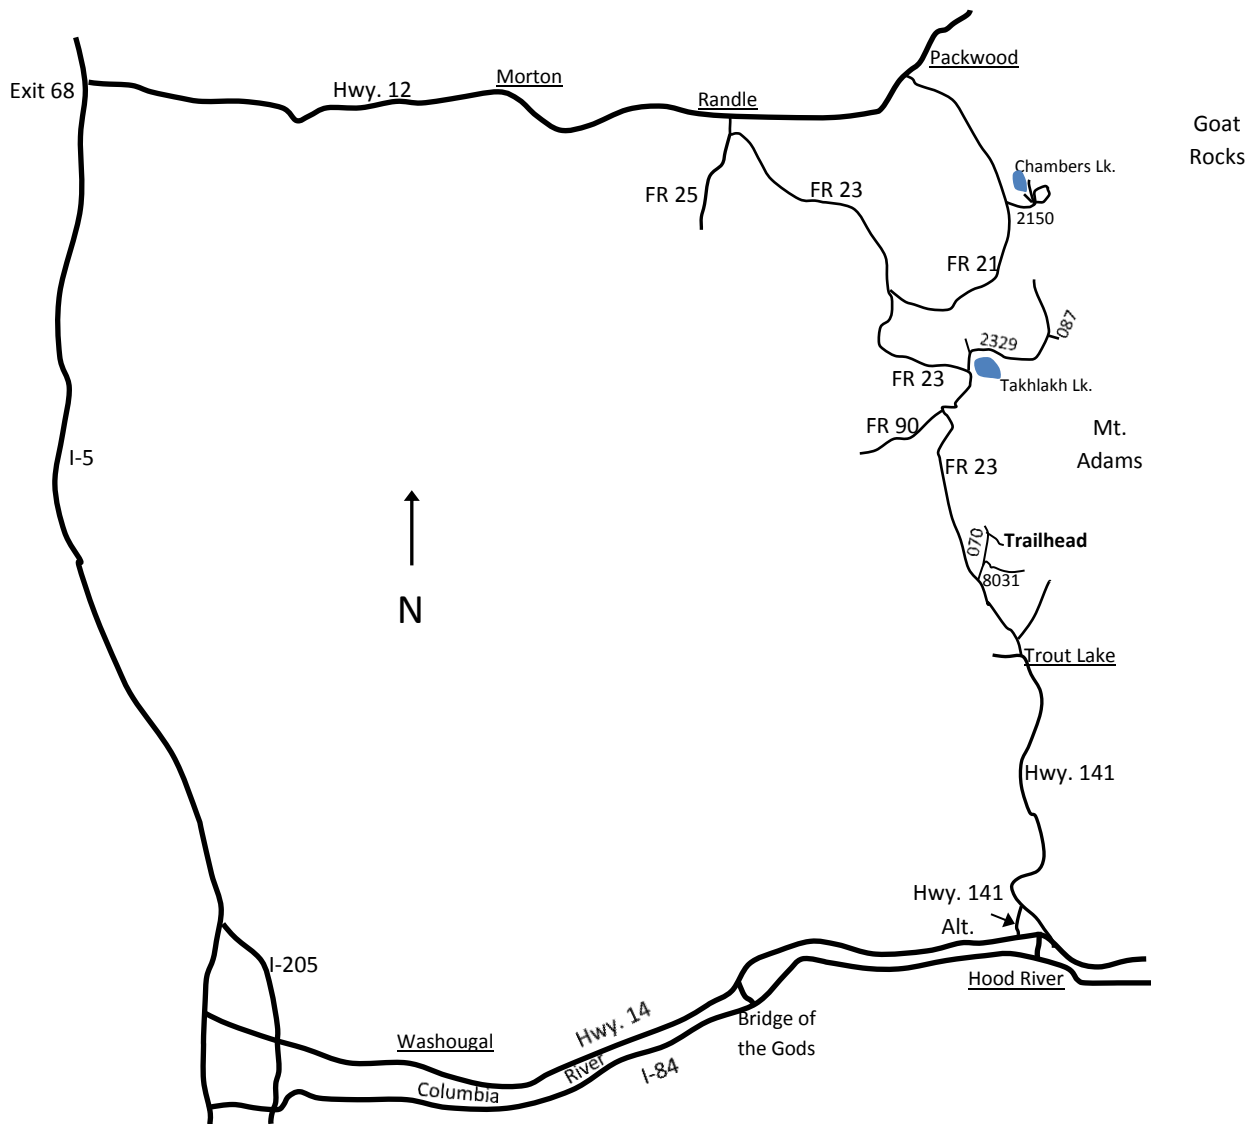 Packwood
Morton
Exit 68
Hwy. 12
Randle
Goat
Rocks
Chambers Lk.
FR 25
FR 23
2150
FR 21
087
2329
FR 23
Takhlakh Lk.
FR 90
Mt.
Adams
I-5
FR 23
070
Trailhead
8031
N
Trout Lake
Hwy. 141
Hwy. 141
Alt.
I-205
Hood River
Hwy. 14
Bridge of
the Gods
Washougal
River
I-84
Columbia